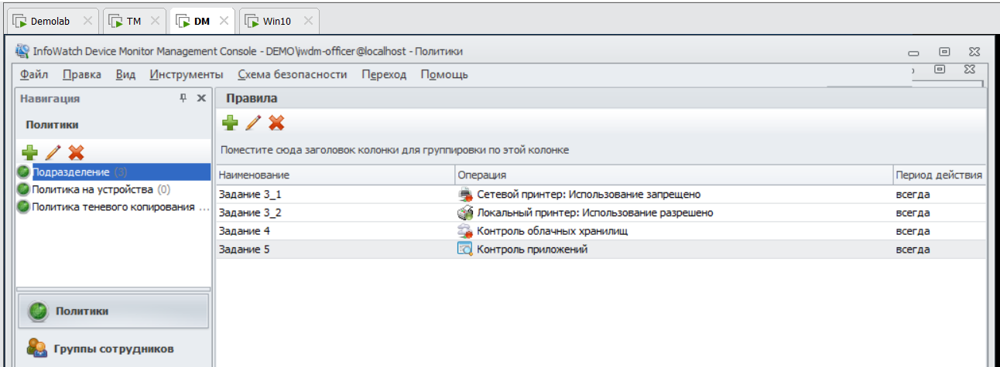 Demolab
TM
DM
Win10
InfoWatch Device Monitor Management Console - DEMO\iwdm-officer@localhost - Политики
Файл Правка Вид Инструменты Схема безопасности Переход Помощь
Навигация
Правила
Политики
Поместите сюда заголовок колонки для группировки по этой колонке
Подразделение (3)
Политика на устройства (0)
Политика теневого копирования ...
Наименование Операция Период действия
Задание 3_1 Сетевой принтер: Использование запрещено всегда
Задание 3_2 Локальный принтер: Использование разрешено всегда
Задание 4 Контроль облачных хранилищ всегда
Задание 5 Контроль приложений всегда
Политики
Группы сотрудников